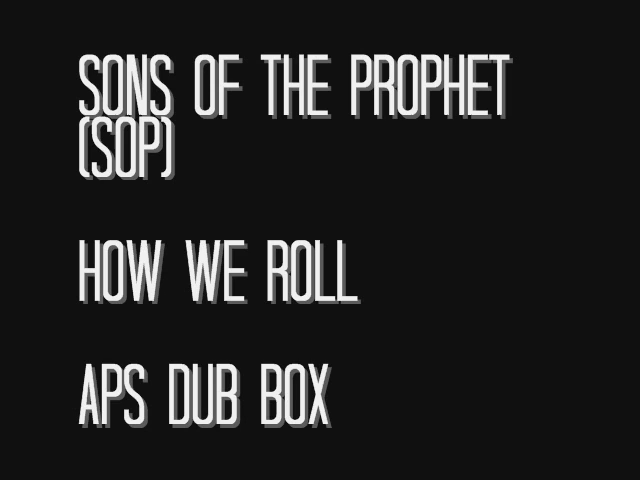 SONS OF THE PROPHET
(SOP)
HOW WE ROLL
APS DUB BOX